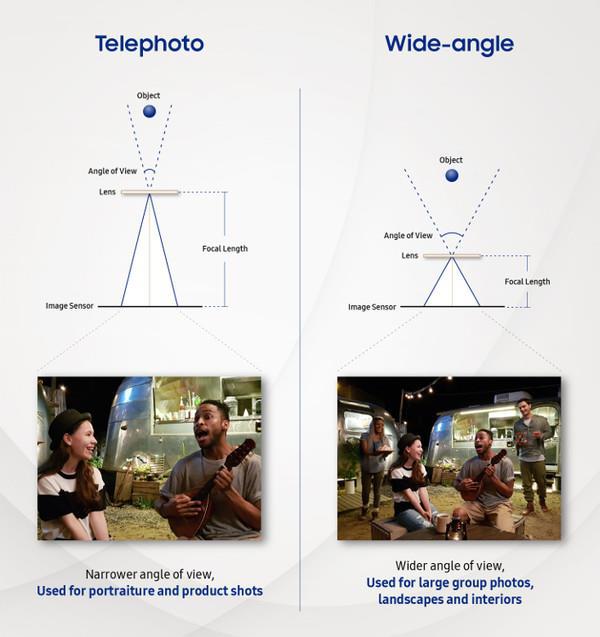 Telephoto
Object
Angle of View
Lens
Focal Length
Image Sensor
Narrower angle of view,
Used for portraiture and product shots
Wide-angle
Object
Angle of View
Lens
Focal Length
Image Sensor
Wider angle of view,
Used for large group photos,
landscapes and interiors